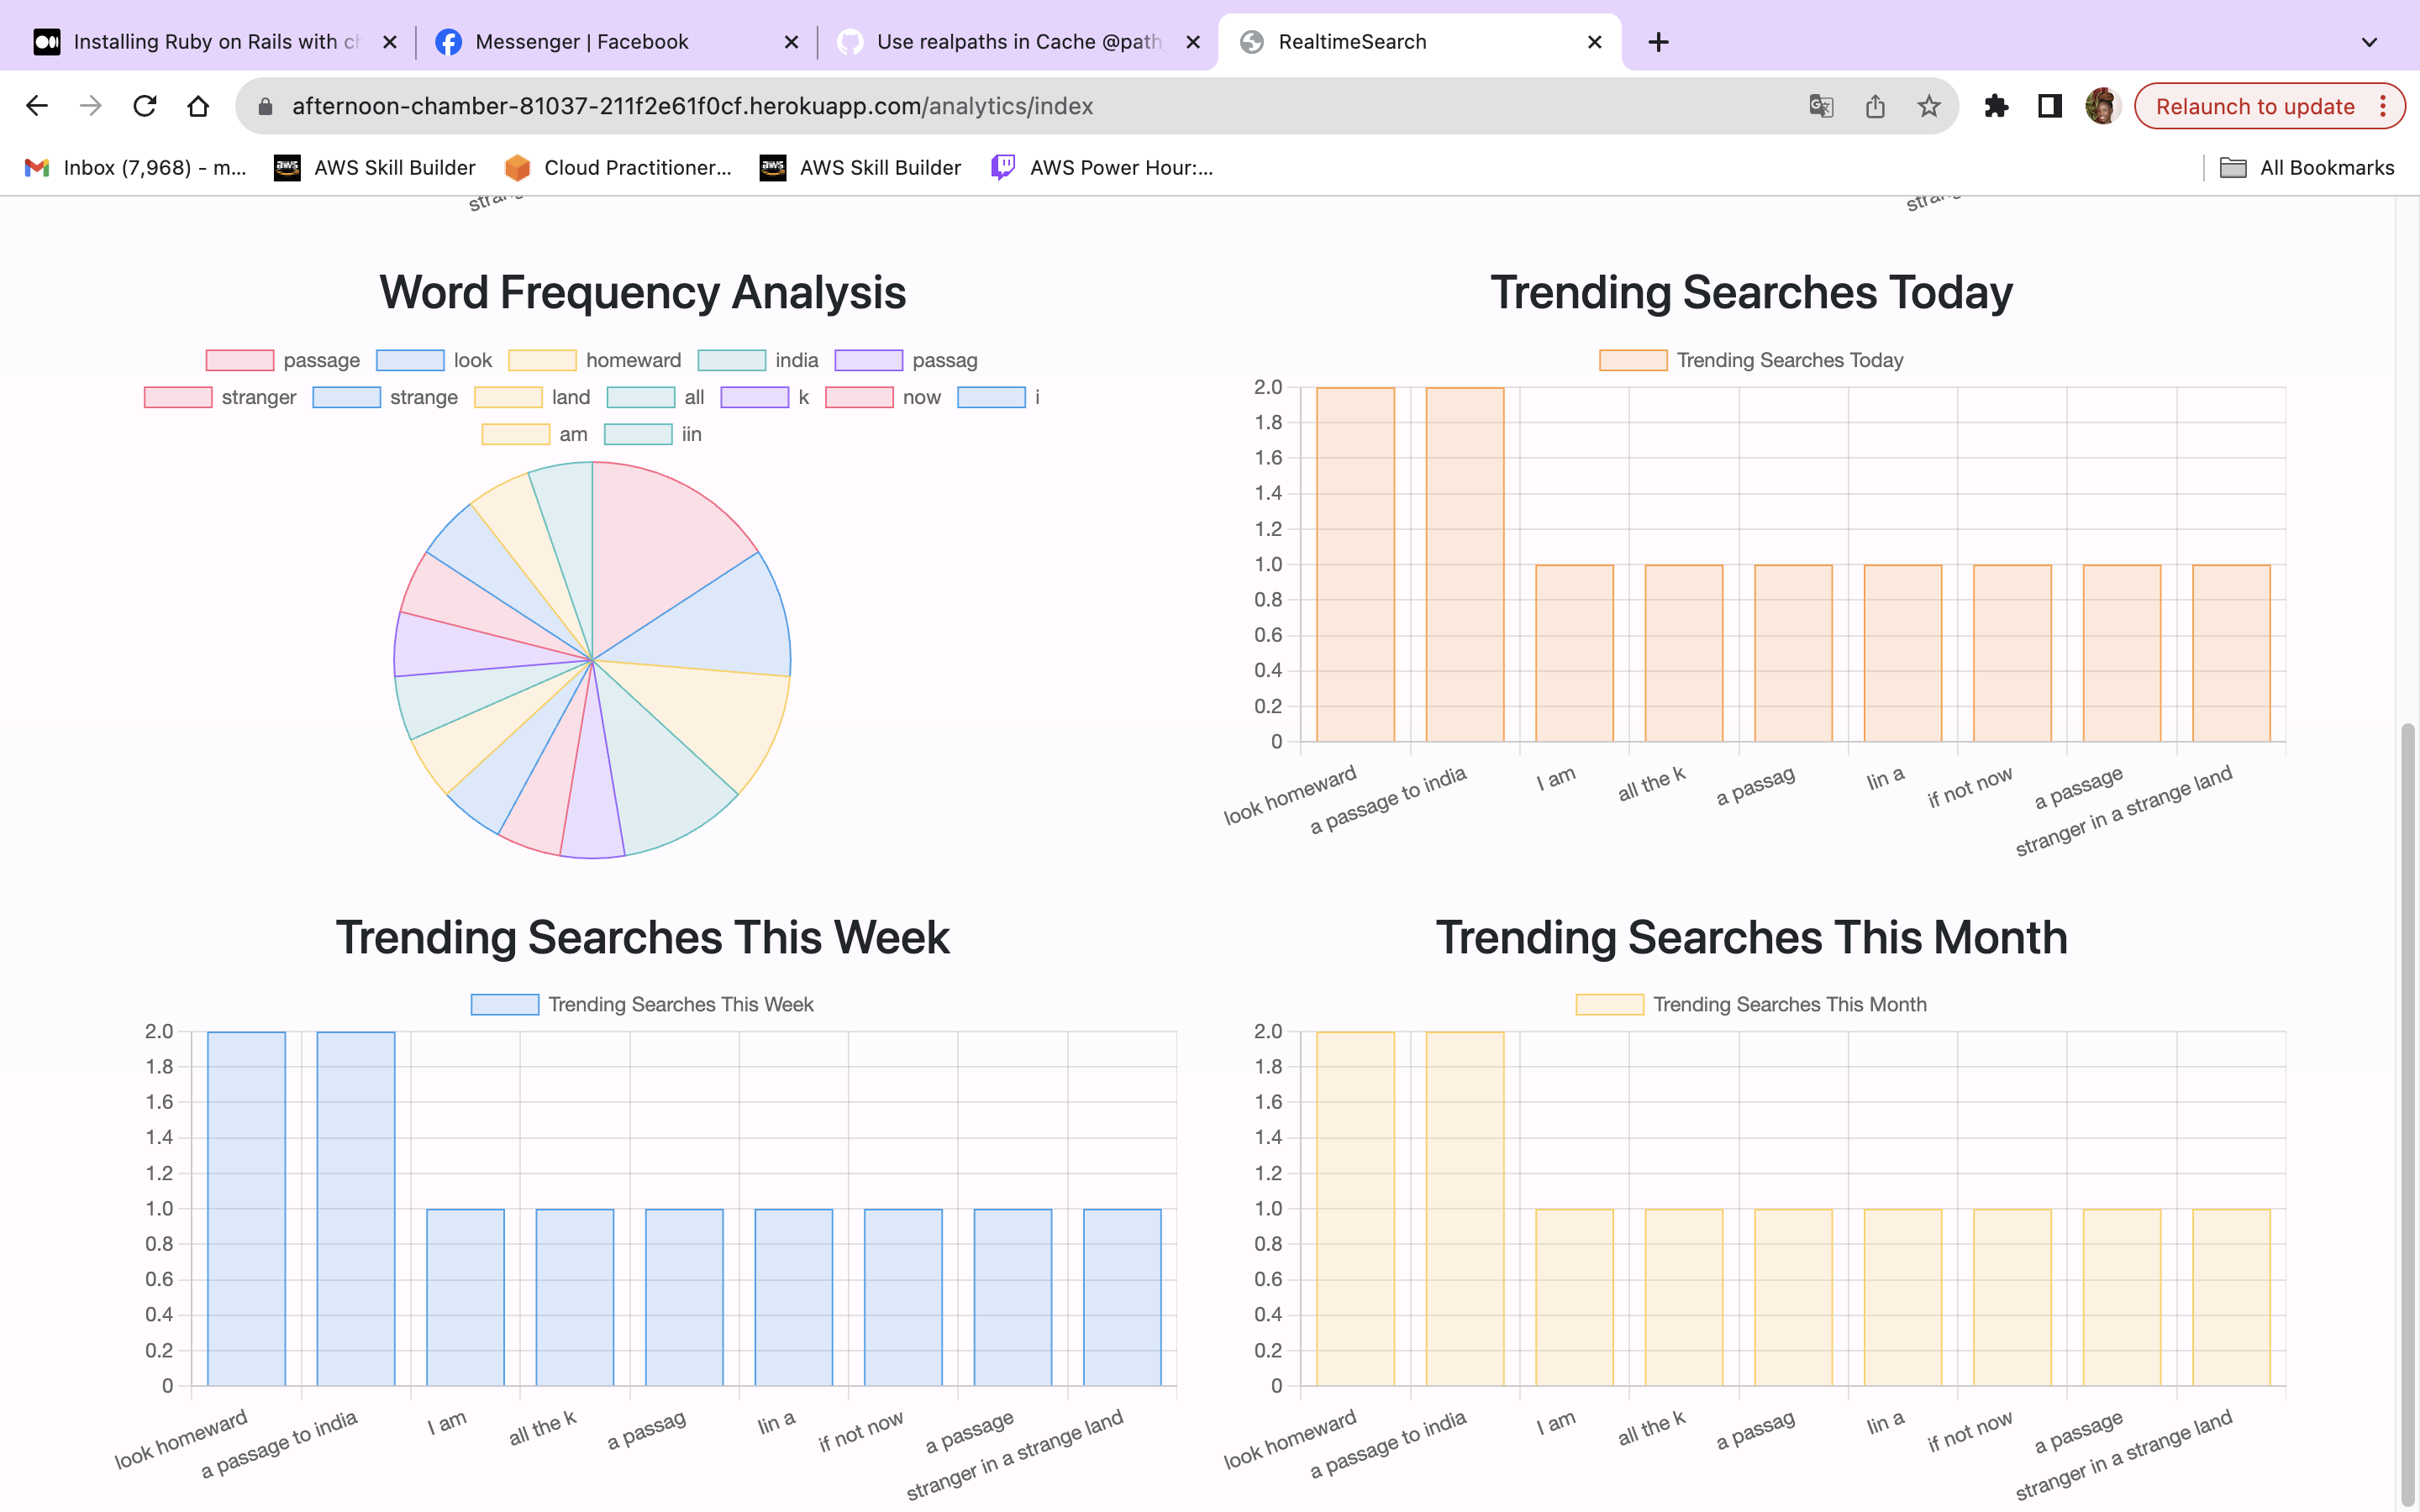 Installing Ruby on Rails with ch
Messenger | Facebook
Use realpaths in Cache @path
RealtimeSearch
afternoon-chamber-81037-211f2e61f0cf.herokuapp.com/analytics/index
Relaunch to update
Inbox (7,968) - m...
AWS Skill Builder
Cloud Practitioner...
AWS Skill Builder
AWS Power Hour:...
All Bookmarks
Word Frequency Analysis
passage look homeward india passag
stranger strange land all k now i
am iin
Trending Searches Today
Trending Searches Today
2.0
1.8
1.6
1.4
1.2
1.0
0.8
0.6
0.4
0.2
0
look homeward
a passage to india
I am
all the k
a passag
Iin a
if not now
a passage
stranger in a strange land
Trending Searches This Week
Trending Searches This Week
2.0
1.8
1.6
1.4
1.2
1.0
0.8
0.6
0.4
0.2
0
look homeward
a passage to india
I am
all the k
a passag
Iin a
if not now
a passage
stranger in a strange land
Trending Searches This Month
Trending Searches This Month
2.0
1.8
1.6
1.4
1.2
1.0
0.8
0.6
0.4
0.2
0
look homeward
a passage to india
I am
all the k
a passag
Iin a
if not now
a passage
stranger in a strange land